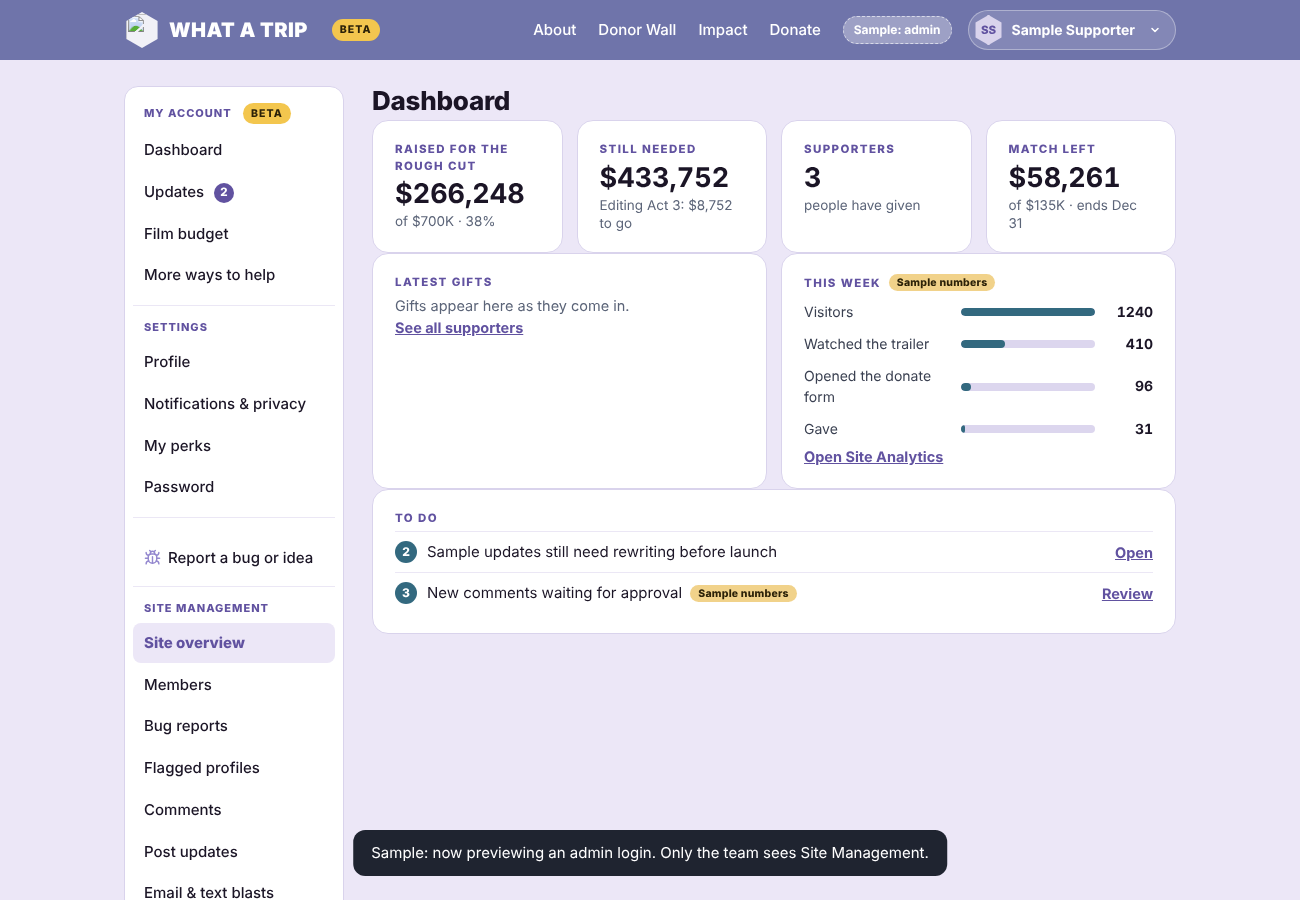 WHAT A TRIP
BETA
About
Donor Wall
Impact
Donate
Sample: admin
SS
Sample Supporter
MY ACCOUNT
BETA
Dashboard
Updates
2
Film budget
More ways to help
SETTINGS
Profile
Notifications & privacy
My perks
Password
Report a bug or idea
SITE MANAGEMENT
Site overview
Members
Bug reports
Flagged profiles
Comments
Post updates
Email & text blasts
Dashboard
RAISED FOR THE
ROUGH CUT
$266,248
of $700K · 38%
STILL NEEDED
$433,752
Editing Act 3: $8,752
to go
SUPPORTERS
3
people have given
MATCH LEFT
$58,261
of $135K · ends Dec
31
LATEST GIFTS
Gifts appear here as they come in.
See all supporters
THIS WEEK
Sample numbers
Visitors
1240
Watched the trailer
410
Opened the donate
form
96
Gave
31
Open Site Analytics
TO DO
2
Sample updates still need rewriting before launch
Open
3
New comments waiting for approval
Sample numbers
Review
Sample: now previewing an admin login. Only the team sees Site Management.